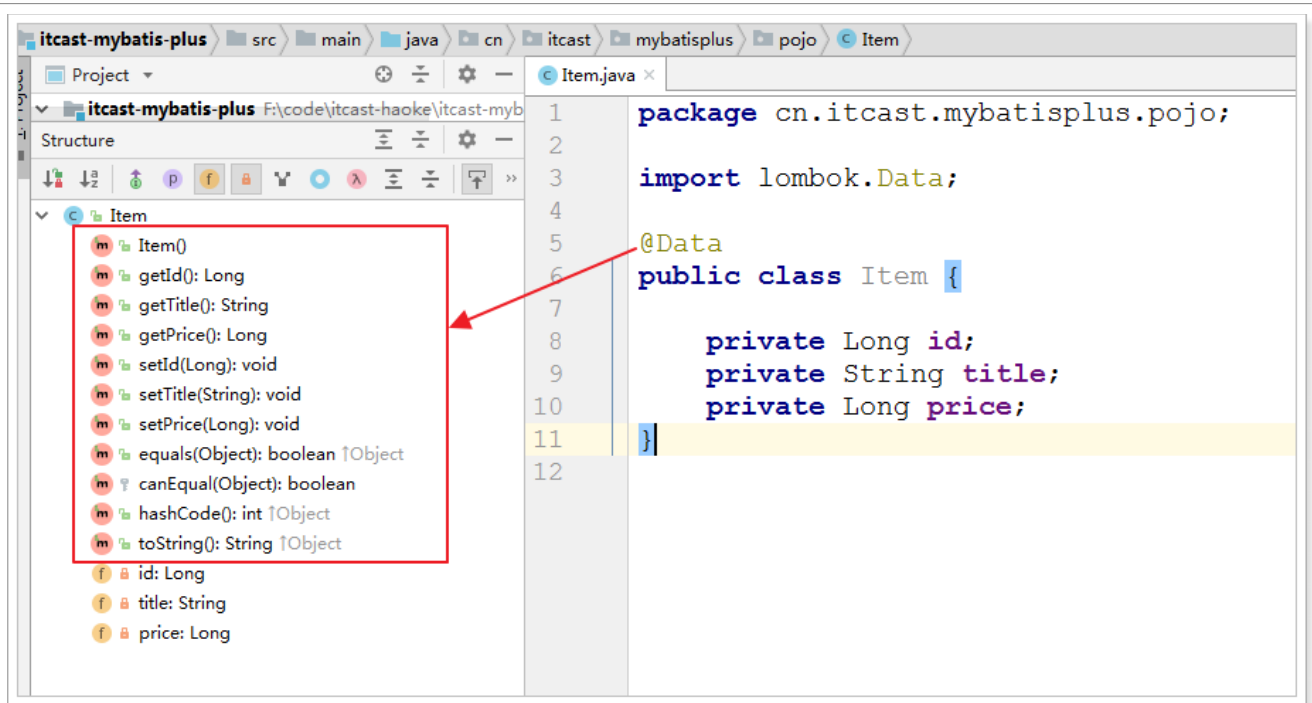 itcast-mybatis-plus src main java cn itcast mybatisplus pojo Item
Project
Item.java
itcast-mybatis-plus F:\code\itcast-haoke\itcast-myb
Structure
Item
Item()
getId(): Long
getTitle(): String
getPrice(): Long
setId(Long): void
setTitle(String): void
setPrice(Long): void
equals(Object): boolean ↑Object
canEqual(Object): boolean
hashCode(): int ↑Object
toString(): String ↑Object
id: Long
title: String
price: Long
1 package cn.itcast.mybatisplus.pojo;
2
3 import lombok.Data;
4
5 @Data
6 public class Item {
7
8 private Long id;
9 private String title;
10 private Long price;
11 }
12